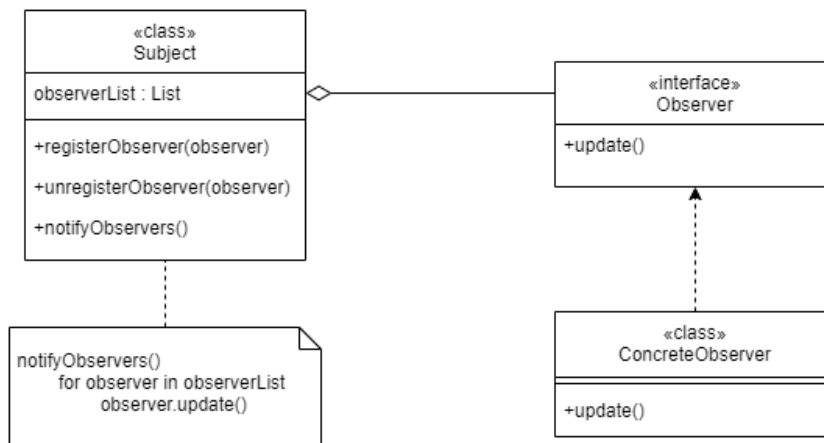 «class»
Subject
observerList : List
+registerObserver(observer)
+unregisterObserver(observer)
+notifyObservers()
notifyObservers()
for observer in observerList
observer.update()
«interface»
Observer
+update()
«class»
ConcreteObserver
+update()